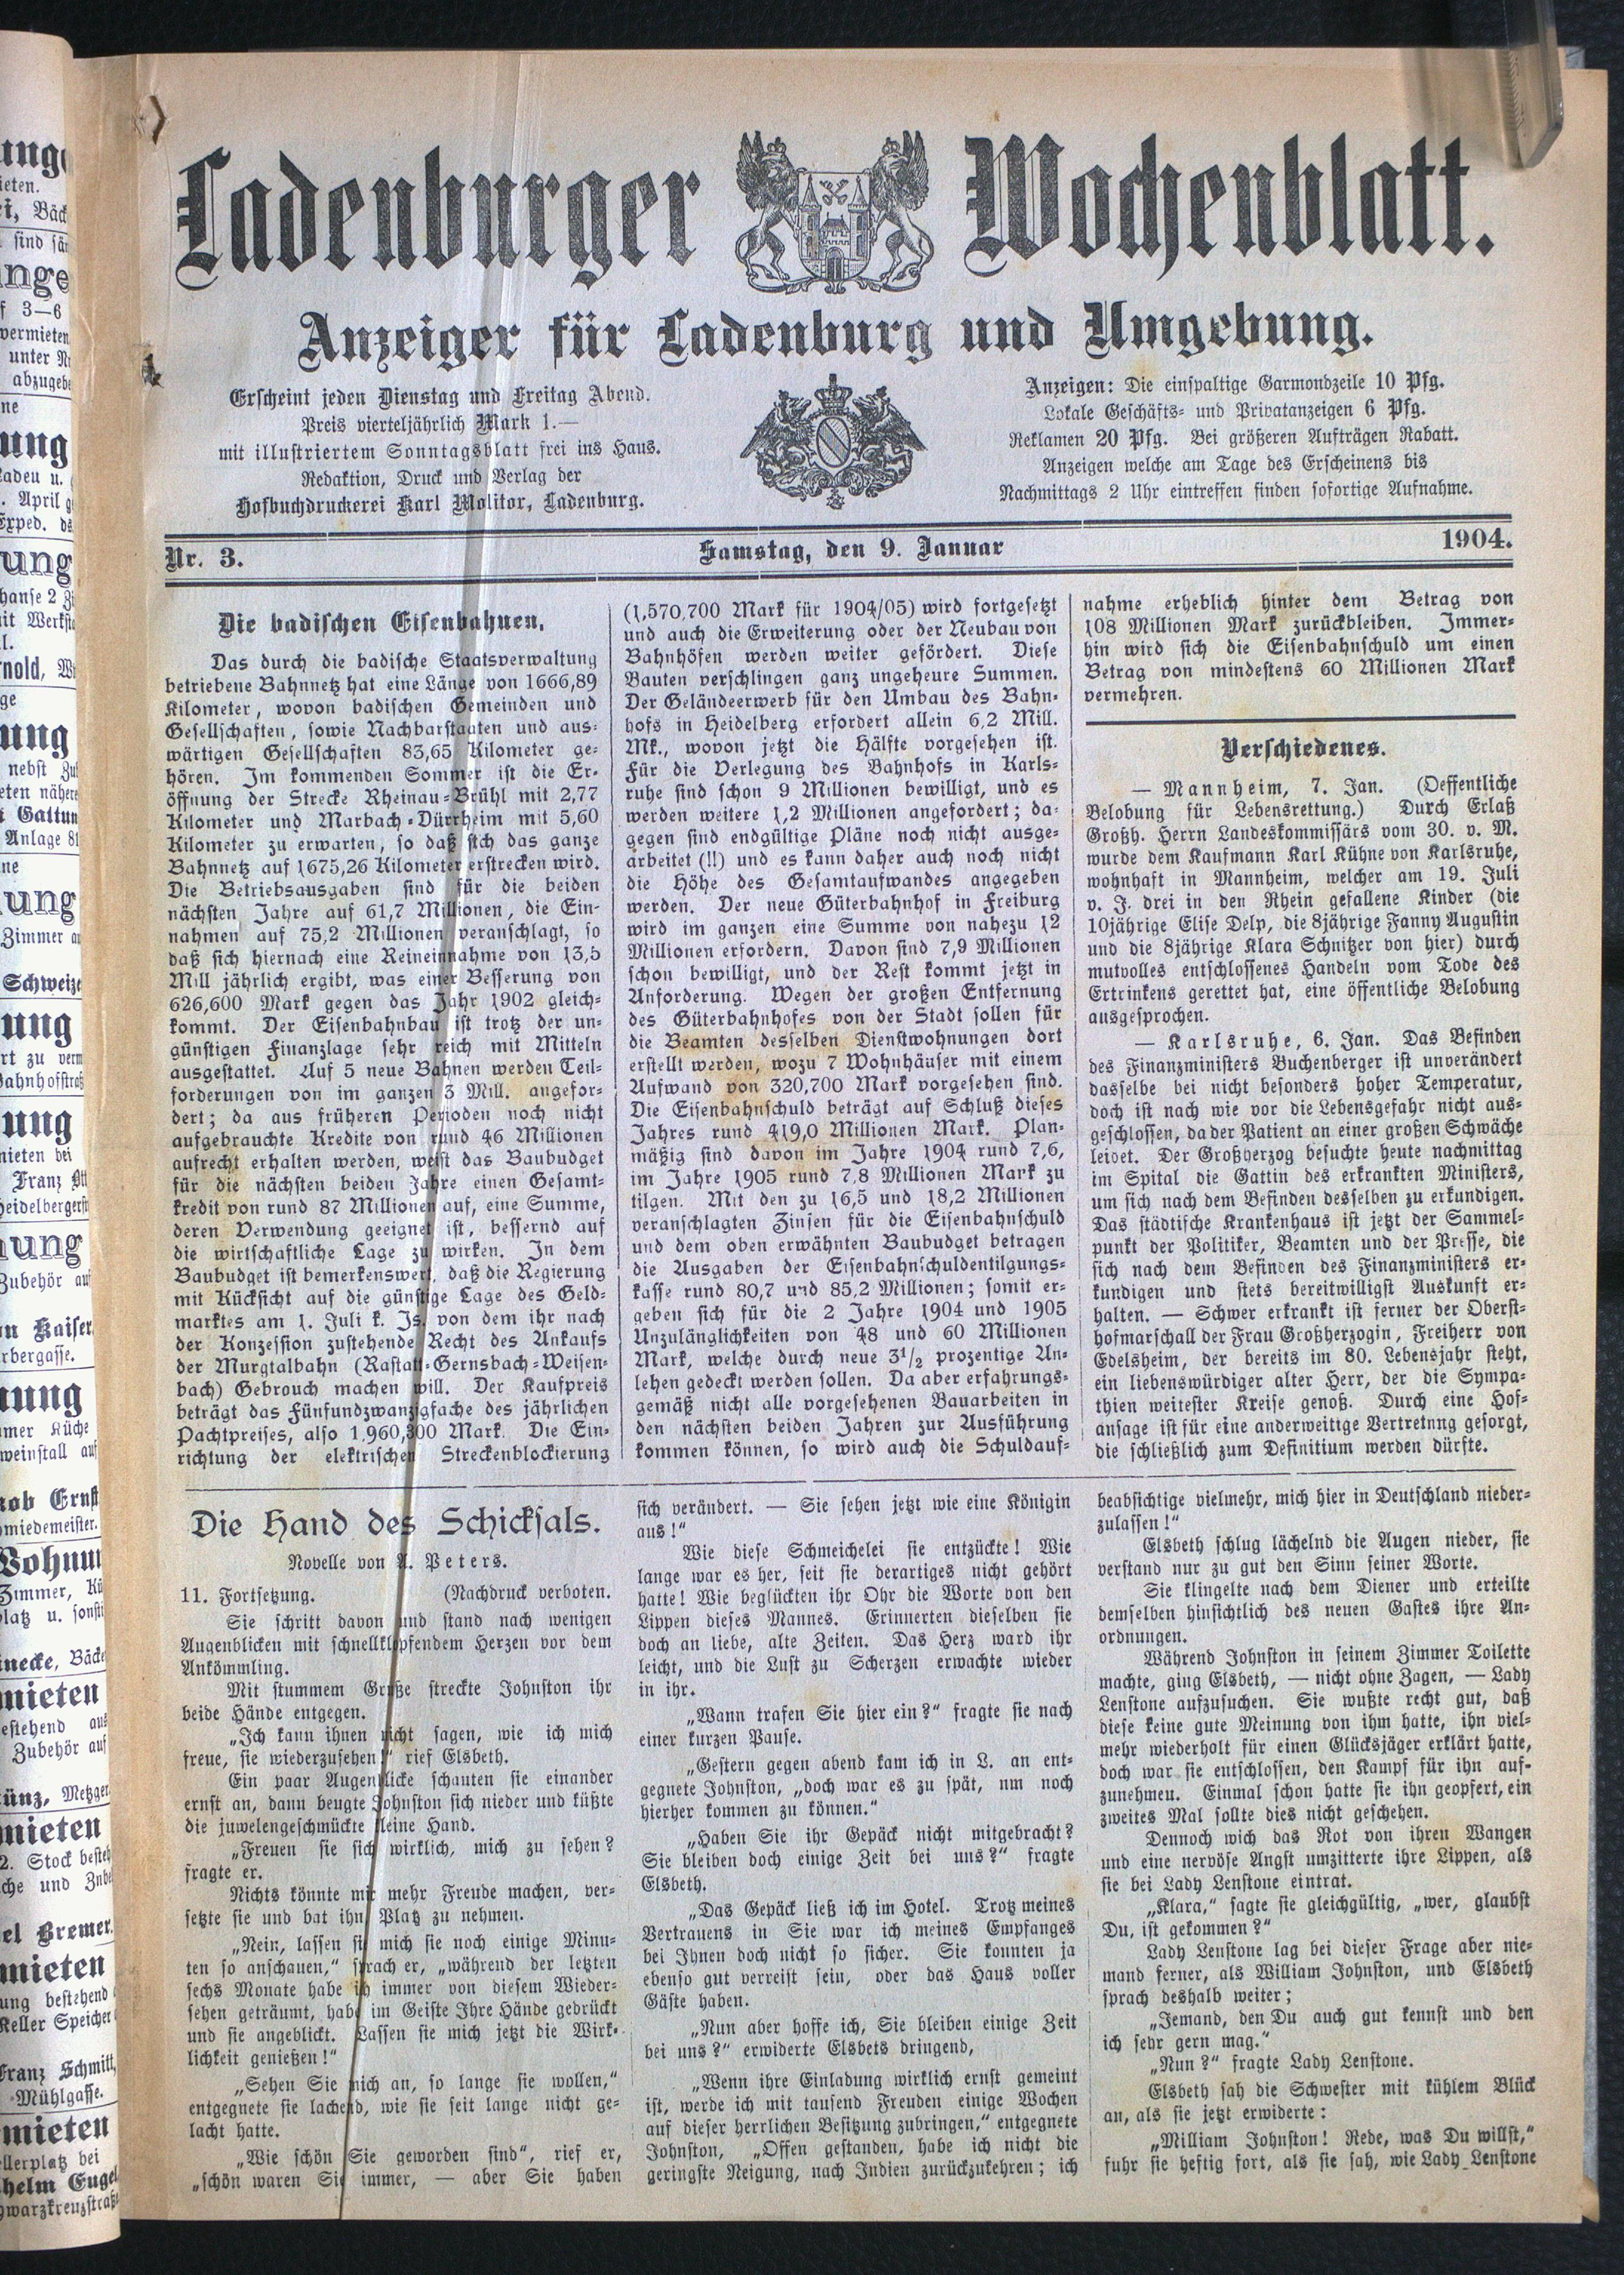 Ladenburger Wochenblatt.
Anzeiger für Ladenburg und Umgebung.
Erscheint jeden Dienstag und Freitag Abend.
Preis vierteljährlich Mark 1.—
mit illustriertem Sonntagsblatt frei ins Haus.
Redaktion, Druck und Verlag der
Hofbuchdruckerei Karl Molitor, Ladenburg.
Anzeigen: Die einspaltige Garmondzeile 10 Pfg.
Lokale Geschäfts- und Privatanzeigen 6 Pfg.
Reklamen 20 Pfg. Bei größeren Aufträgen Rabatt.
Anzeigen welche am Tage des Erscheinens bis
Nachmittags 2 Uhr eintreffen finden sofortige Aufnahme.
Nr. 3.
Samstag, den 9. Januar
1904.
Die badischen Eisenbahnen.
Das durch die badische Staatsverwaltung
betriebene Bahnnetz hat eine Länge von 1666,89
Kilometer, wovon badischen Gemeinden und
Gesellschaften, sowie Nachbarstaaten und aus-
wärtigen Gesellschaften 83,65 Kilometer ge-
hören. Im kommenden Sommer ist die Er-
öffnung der Strecke Rheinau-Brühl mit 2,77
Kilometer und Marbach-Dürrheim mit 5,60
Kilometer zu erwarten, so daß sich das ganze
Bahnnetz auf 1675,26 Kilometer erstrecken wird.
Die Betriebsausgaben sind für die beiden
nächsten Jahre auf 61,7 Millionen, die Ein-
nahmen auf 75,2 Millionen veranschlagt, so
daß sich hiernach eine Reineinnahme von 13,5
Mill jährlich ergibt, was einer Besserung von
626,600 Mark gegen das Jahr 1902 gleich-
kommt. Der Eisenbahnbau ist trotz der un-
günstigen Finanzlage sehr reich mit Mitteln
ausgestattet. Auf 5 neue Bahnen werden Teil-
forderungen von im ganzen 3 Mill. angefor-
dert; da aus früheren Perioden noch nicht
aufgebrauchte Kredite von rund 46 Millionen
aufrecht erhalten werden, weist das Baubudget
für die nächsten beiden Jahre einen Gesamt-
kredit von rund 87 Millionen auf, eine Summe,
deren Verwendung geeignet ist, bessernd auf
die wirtschaftliche Lage zu wirken. In dem
Baubudget ist bemerkenswert, daß die Regierung
mit Rücksicht auf die günstige Lage des Geld-
marktes am 1. Juli k. Js. von dem ihr nach
der Konzession zustehende Recht des Ankaufs
der Murgtalbahn (Rastatt-Gernsbach-Weisen-
bach) Gebrauch machen will. Der Kaufpreis
beträgt das Fünfundzwanzigfache des jährlichen
Pachtpreises, also 1,960,300 Mark. Die Ein-
richtung der elektrischen Streckenblockierung
(1,570,700 Mark für 1904/05) wird fortgesetzt
und auch die Erweiterung oder der Neubau von
Bahnhöfen werden weiter gefördert. Diese
Bauten verschlingen ganz ungeheure Summen.
Der Geländeerwerb für den Umbau des Bahn-
hofs in Heidelberg erfordert allein 6,2 Mill.
Mk., wovon jetzt die Hälfte vorgesehen ist.
Für die Verlegung des Bahnhofs in Karls-
ruhe sind schon 9 Millionen bewilligt, und es
werden weitere 1,2 Millionen angefordert; da-
gegen sind endgültige Pläne noch nicht ausge-
arbeitet (!!) und es kann daher auch noch nicht
die Höhe des Gesamtaufwandes angegeben
werden. Der neue Güterbahnhof in Freiburg
wird im ganzen eine Summe von nahezu 12
Millionen erfordern. Davon sind 7,9 Millionen
schon bewilligt, und der Rest kommt jetzt in
Anforderung. Wegen der großen Entfernung
des Güterbahnhofes von der Stadt sollen für
die Beamten desselben Dienstwohnungen dort
erstellt werden, wozu 7 Wohnhäuser mit einem
Aufwand von 320,700 Mark vorgesehen sind.
Die Eisenbahnschuld beträgt auf Schluß dieses
Jahres rund 419,0 Millionen Mark. Plan-
mäßig sind davon im Jahre 1904 rund 7,6,
im Jahre 1905 rund 7,8 Millionen Mark zu
tilgen. Mit den zu 16,5 und 18,2 Millionen
veranschlagten Zinsen für die Eisenbahnschuld
und dem oben erwähnten Baubudget betragen
die Ausgaben der Eisenbahnschuldentilgungs-
kasse rund 80,7 und 85,2 Millionen; somit er-
geben sich für die 2 Jahre 1904 und 1905
Unzulänglichkeiten von 48 und 60 Millionen
Mark, welche durch neue 3½ prozentige An-
lehen gedeckt werden sollen. Da aber erfahrungs-
gemäß nicht alle vorgesehenen Bauarbeiten in
den nächsten beiden Jahren zur Ausführung
kommen können, so wird auch die Schuldauf-
nahme erheblich hinter dem Betrag von
108 Millionen Mark zurückbleiben. Immer-
hin wird sich die Eisenbahnschuld um einen
Betrag von mindestens 60 Millionen Mark
vermehren.
Verschiedenes.
— Mannheim, 7. Jan. (Oeffentliche
Belobung für Lebensrettung.) Durch Erlaß
Großh. Herrn Landeskommissärs vom 30. v. M.
wurde dem Kaufmann Karl Kühne von Karlsruhe,
wohnhaft in Mannheim, welcher am 19. Juli
v. J. drei in den Rhein gefallene Kinder (die
10jährige Elise Delp, die 8jährige Fanny Augustin
und die 8jährige Klara Schnitzer von hier) durch
mutvolles entschlossenes Handeln vom Tode des
Ertrinkens gerettet hat, eine öffentliche Belobung
ausgesprochen.
— Karlsruhe, 6. Jan. Das Befinden
des Finanzministers Buchenberger ist unverändert
dasselbe bei nicht besonders hoher Temperatur,
doch ist nach wie vor die Lebensgefahr nicht aus-
geschlossen, da der Patient an einer großen Schwäche
leidet. Der Großherzog besuchte heute nachmittag
im Spital die Gattin des erkrankten Ministers,
um sich nach dem Befinden desselben zu erkundigen.
Das städtische Krankenhaus ist jetzt der Sammel-
punkt der Politiker, Beamten und der Presse, die
sich nach dem Befinden des Finanzministers er-
kundigen und stets bereitwilligst Auskunft er-
halten. — Schwer erkrankt ist ferner der Oberst-
hofmarschall der Frau Großherzogin, Freiherr von
Edelsheim, der bereits im 80. Lebensjahr steht,
ein liebenswürdiger alter Herr, der die Sympa-
thien weitester Kreise genoß. Durch eine Hof-
ansage ist für eine anderweitige Vertretnng gesorgt,
die schließlich zum Definitium werden dürfte.
Die Hand des Schicksals.
Novelle von A. Peters.
11. Fortsetzung. (Nachdruck verboten.
Sie schritt davon und stand nach wenigen
Augenblicken mit schnellklopfendem Herzen vor dem
Ankömmling.
Mit stummem Gruße streckte Johnston ihr
beide Hände entgegen.
„Ich kann ihnen nicht sagen, wie ich mich
freue, sie wiederzusehen!“ rief Elsbeth.
Ein paar Augenblicke schauten sie einander
ernst an, dann beugte Johnston sich nieder und küßte
die juwelengeschmückte kleine Hand.
„Freuen sie sich wirklich, mich zu sehen?
fragte er.
Nichts könnte mir mehr Freude machen, ver-
setzte sie und bat ihn, Platz zu nehmen.
„Nein, lassen sie mich sie noch einige Minu-
ten so anschauen,“ sprach er, „während der letzten
sechs Monate habe ich immer von diesem Wieder-
sehen geträumt, habe im Geiste Ihre Hände gedrückt
und sie angeblickt. Lassen sie mich jetzt die Wirk-
lichkeit genießen!“
„Sehen Sie mich an, so lange sie wollen,“
entgegnete sie lachend, wie sie seit lange nicht ge-
lacht hatte.
„Wie schön Sie geworden sind“, rief er,
„schön waren Sie immer, — aber Sie haben
sich verändert. — Sie sehen jetzt wie eine Königin
aus!“
Wie diese Schmeichelei sie entzückte! Wie
lange war es her, seit sie derartiges nicht gehört
hatte! Wie beglückten ihr Ohr die Worte von den
Lippen dieses Mannes. Erinnerten dieselben sie
doch an liebe, alte Zeiten. Das Herz ward ihr
leicht, und die Lust zu Scherzen erwachte wieder
in ihr.
„Wann trafen Sie hier ein?“ fragte sie nach
einer kurzen Pause.
„Gestern gegen abend kam ich in L. an ent-
gegnete Johnston, „doch war es zu spät, nm noch
hierher kommen zu können.“
„Haben Sie ihr Gepäck nicht mitgebracht?
Sie bleiben doch einige Zeit bei uns?“ fragte
Elsbeth.
„Das Gepäck ließ ich im Hotel. Trotz meines
Vertrauens in Sie war ich meines Empfanges
bei Ihnen doch nicht so sicher. Sie konnten ja
ebenso gut verreist sein, oder das Haus voller
Gäste haben.
„Nun aber hoffe ich, Sie bleiben einige Zeit
bei uns?“ erwiderte Elsbets dringend,
„Wenn ihre Einladung wirklich ernst gemeint
ist, werde ich mit tausend Freuden einige Wochen
auf dieser herrlichen Besitzung zubringen,“ entgegnete
Johnston, „Offen gestanden, habe ich nicht die
geringste Neigung, nach Indien zurückzukehren; ich
beabsichtige vielmehr, mich hier in Deutschland nieder-
zulassen!“
Elsbeth schlug lächelnd die Augen nieder, sie
verstand nur zu gut den Sinn seiner Worte.
Sie klingelte nach dem Diener und erteilte
demselben hinsichtlich des neuen Gastes ihre An-
ordnungen.
Während Johnston in seinem Zimmer Toilette
machte, ging Elsbeth, — nicht ohne Zagen, — Lady
Lenstone aufzusuchen. Sie wußte recht gut, daß
diese keine gute Meinung von ihm hatte, ihn viel-
mehr wiederholt für einen Glücksjäger erklärt hatte,
doch war sie entschlossen, den Kampf für ihn auf-
zunehmen. Einmal schon hatte sie ihn geopfert, ein
zweites Mal sollte dies nicht geschehen.
Dennoch wich das Rot von ihren Wangen
und eine nervöse Angst umzitterte ihre Lippen, als
sie bei Lady Lenstone eintrat.
„Klara,“ sagte sie gleichgültig, „wer, glaubst
Du, ist gekommen?“
Lady Lenstone lag bei dieser Frage aber nie-
mand ferner, als William Johnston, und Elsbeth
sprach deshalb weiter;
„Jemand, den Du auch gut kennst und den
ich sehr gern mag.“
„Nun?“ fragte Lady Lenstone.
Elsbeth sah die Schwester mit kühlem Blück
an, als sie jetzt erwiderte:
„Milliam Johnston! Rede, was Du willst,“
fuhr sie heftig fort, als sie sah, wie Lady Lenstone